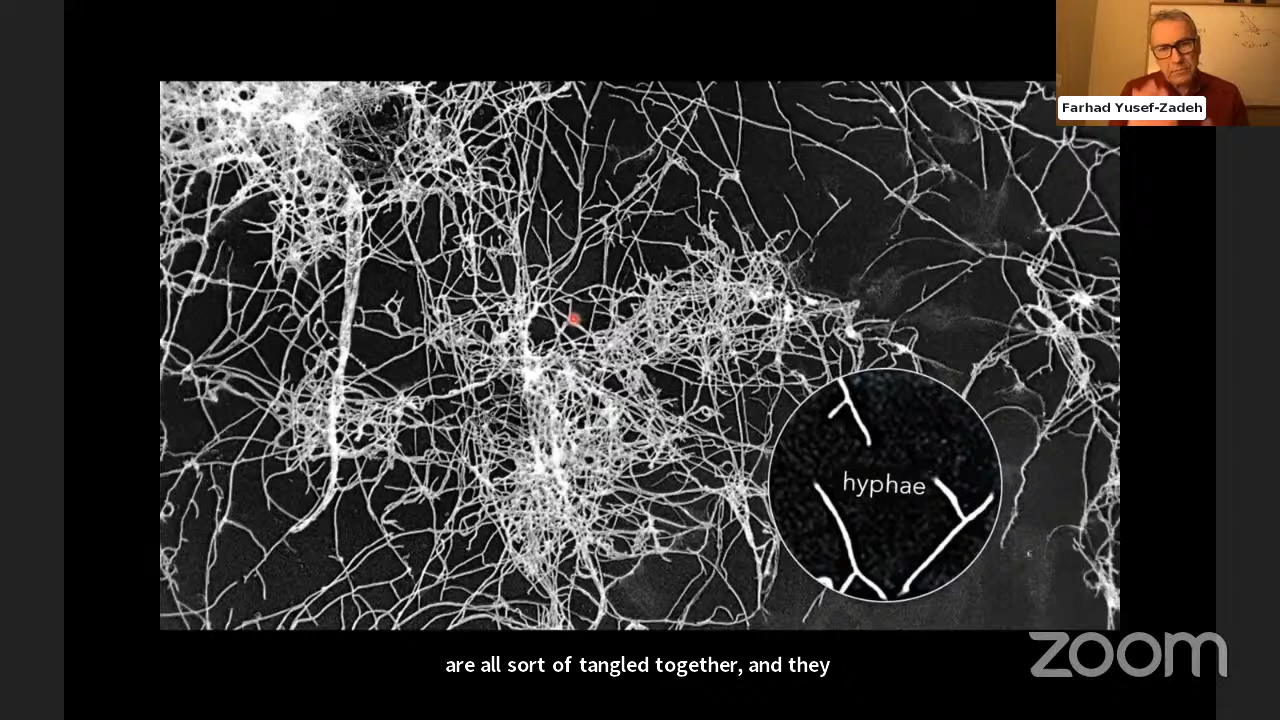 Farhad Yusef-Zadeh
hyphae
are all sort of tangled together, and they
zoom